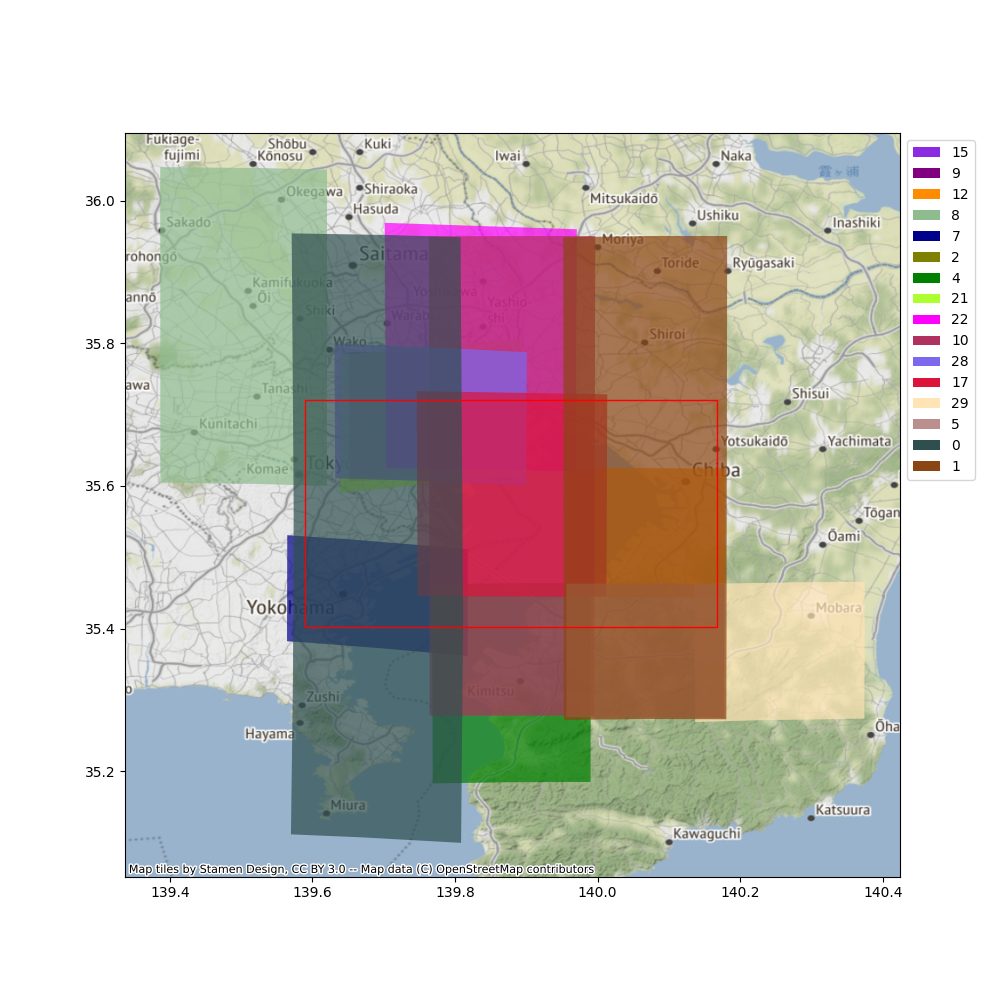 Fukiage-
fujimi
Shōbu
Kōnosu
Kuki
Iwai
Naka
霞ヶ浦
Okegawa
Shiraoka
Hasuda
Mitsukaidō
Ushiku
Inashiki
Sakado
Saitama
Moriya
Toride
Ryūgasaki
rohongō
annō
Kamifukuoka
Ōi
Shiki
Wako
Warab
Yashio-
shi
Shiroi
awa
Tanashi
Kunitachi
Komae
Toky
Shisui
Yotsukaidō
Yachimata
Chiba
Tōgan
Ōami
Yokohama
Mobara
Kimitsu
Zushi
Hayama
Miura
Ōha
Katsuura
Kawaguchi
o
Map tiles by Stamen Design, CC BY 3.0 -- Map data (C) OpenStreetMap contributors
36.0
35.8
35.6
35.4
35.2
139.4
139.6
139.8
140.0
140.2
140.4
15
9
12
8
7
2
4
21
22
10
28
17
29
5
0
1